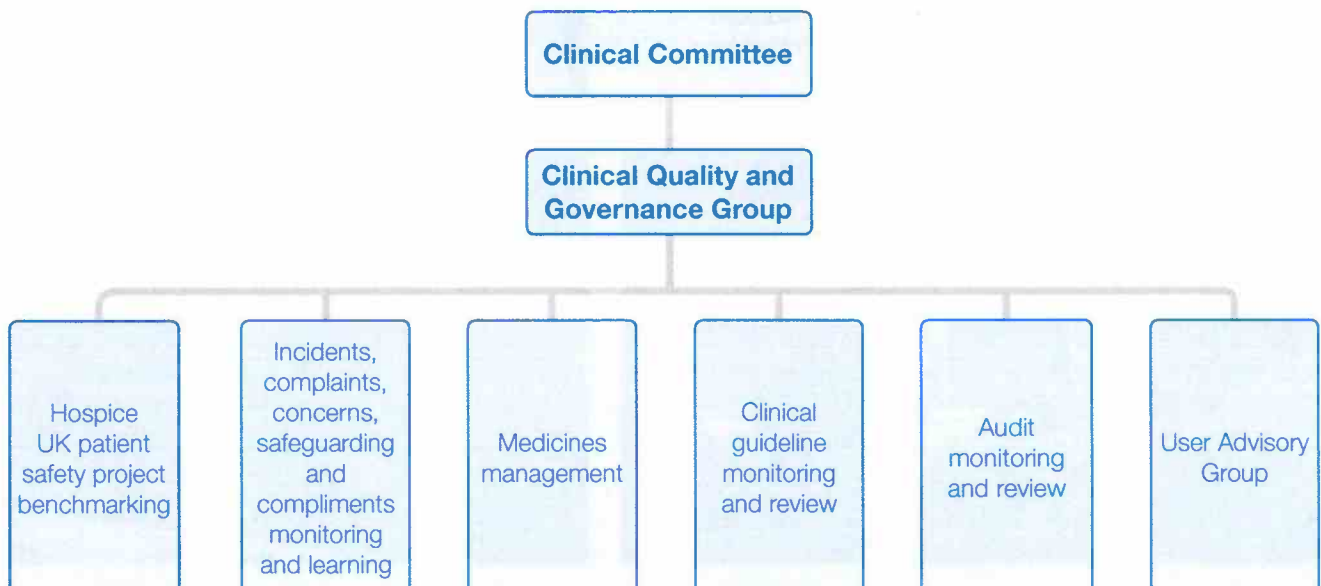 Clinical Committee
Clinical Quality and
Governance Group
Hospice
UK patient
safety project
benchmarking
Incidents,
complaints,
concerns,
safeguarding
and
compliments
monitoring
and learning
Medicines
management
Clinical
guideline
monitoring
and review
Audit
monitoring
and review
User Advisory
Group